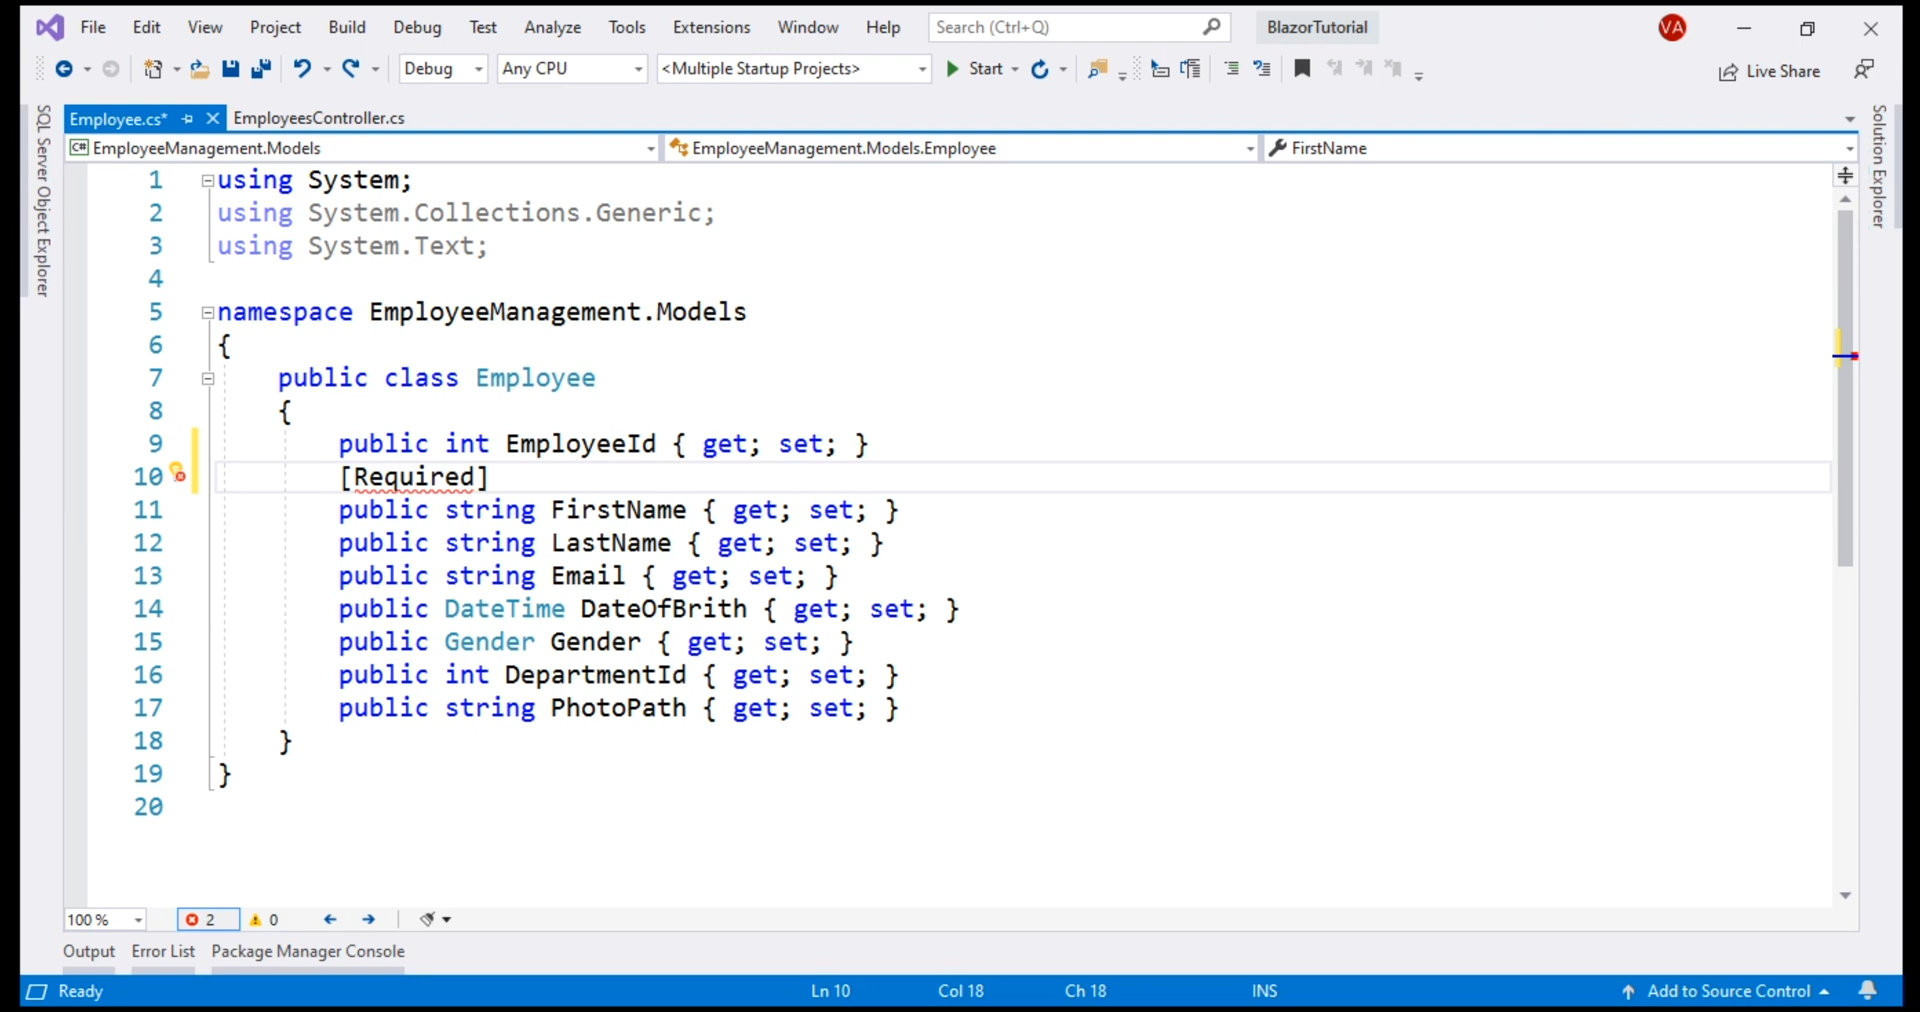 File Edit View Project Build Debug Test Analyze Tools Extensions Window Help Search (Ctrl+Q) BlazorTutorial VA
Debug Any CPU <Multiple Startup Projects> Start Live Share
SQL Server Object Explorer
Solution Explorer
Employee.cs* EmployeesController.cs
C# EmployeeManagement.Models EmployeeManagement.Models.Employee FirstName
1 using System;
2 using System.Collections.Generic;
3 using System.Text;
4
5 namespace EmployeeManagement.Models
6 {
7 public class Employee
8 {
9 public int EmployeeId { get; set; }
10 [Required]
11 public string FirstName { get; set; }
12 public string LastName { get; set; }
13 public string Email { get; set; }
14 public DateTime DateOfBrith { get; set; }
15 public Gender Gender { get; set; }
16 public int DepartmentId { get; set; }
17 public string PhotoPath { get; set; }
18 }
19 }
20
100 % 2 0
Output Error List Package Manager Console
Ready Ln 10 Col 18 Ch 18 INS Add to Source Control